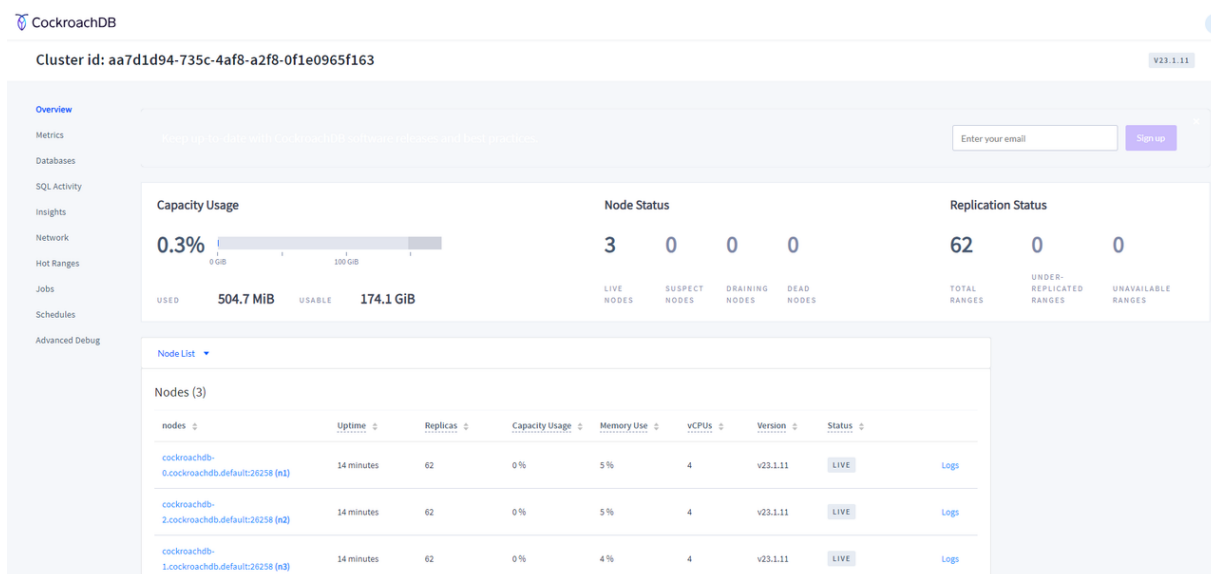 CockroachDB
Cluster id: aa7d1d94-735c-4af8-a2f8-0f1e0965f163
V23.1.11
Overview
Metrics
Databases
SQL Activity
Insights
Network
Hot Ranges
Jobs
Schedules
Advanced Debug
Enter your email
Sign up
Capacity Usage
0.3%
0 GiB
100 GiB
USED 504.7 MiB USABLE 174.1 GiB
Node Status
3 0 0 0
LIVE NODES
SUSPECT NODES
DRAINING NODES
DEAD NODES
Replication Status
62 0 0
TOTAL RANGES
UNDER-REPLICATED RANGES
UNAVAILABLE RANGES
Node List
Nodes (3)
nodes Uptime Replicas Capacity Usage Memory Use vCPUs Version Status
cockroachdb-
0.cockroachdb.default:26258 (n1) 14 minutes 62 0 % 5 % 4 v23.1.11 LIVE Logs
cockroachdb-
2.cockroachdb.default:26258 (n2) 14 minutes 62 0 % 5 % 4 v23.1.11 LIVE Logs
cockroachdb-
1.cockroachdb.default:26258 (n3) 14 minutes 62 0 % 4 % 4 v23.1.11 LIVE Logs